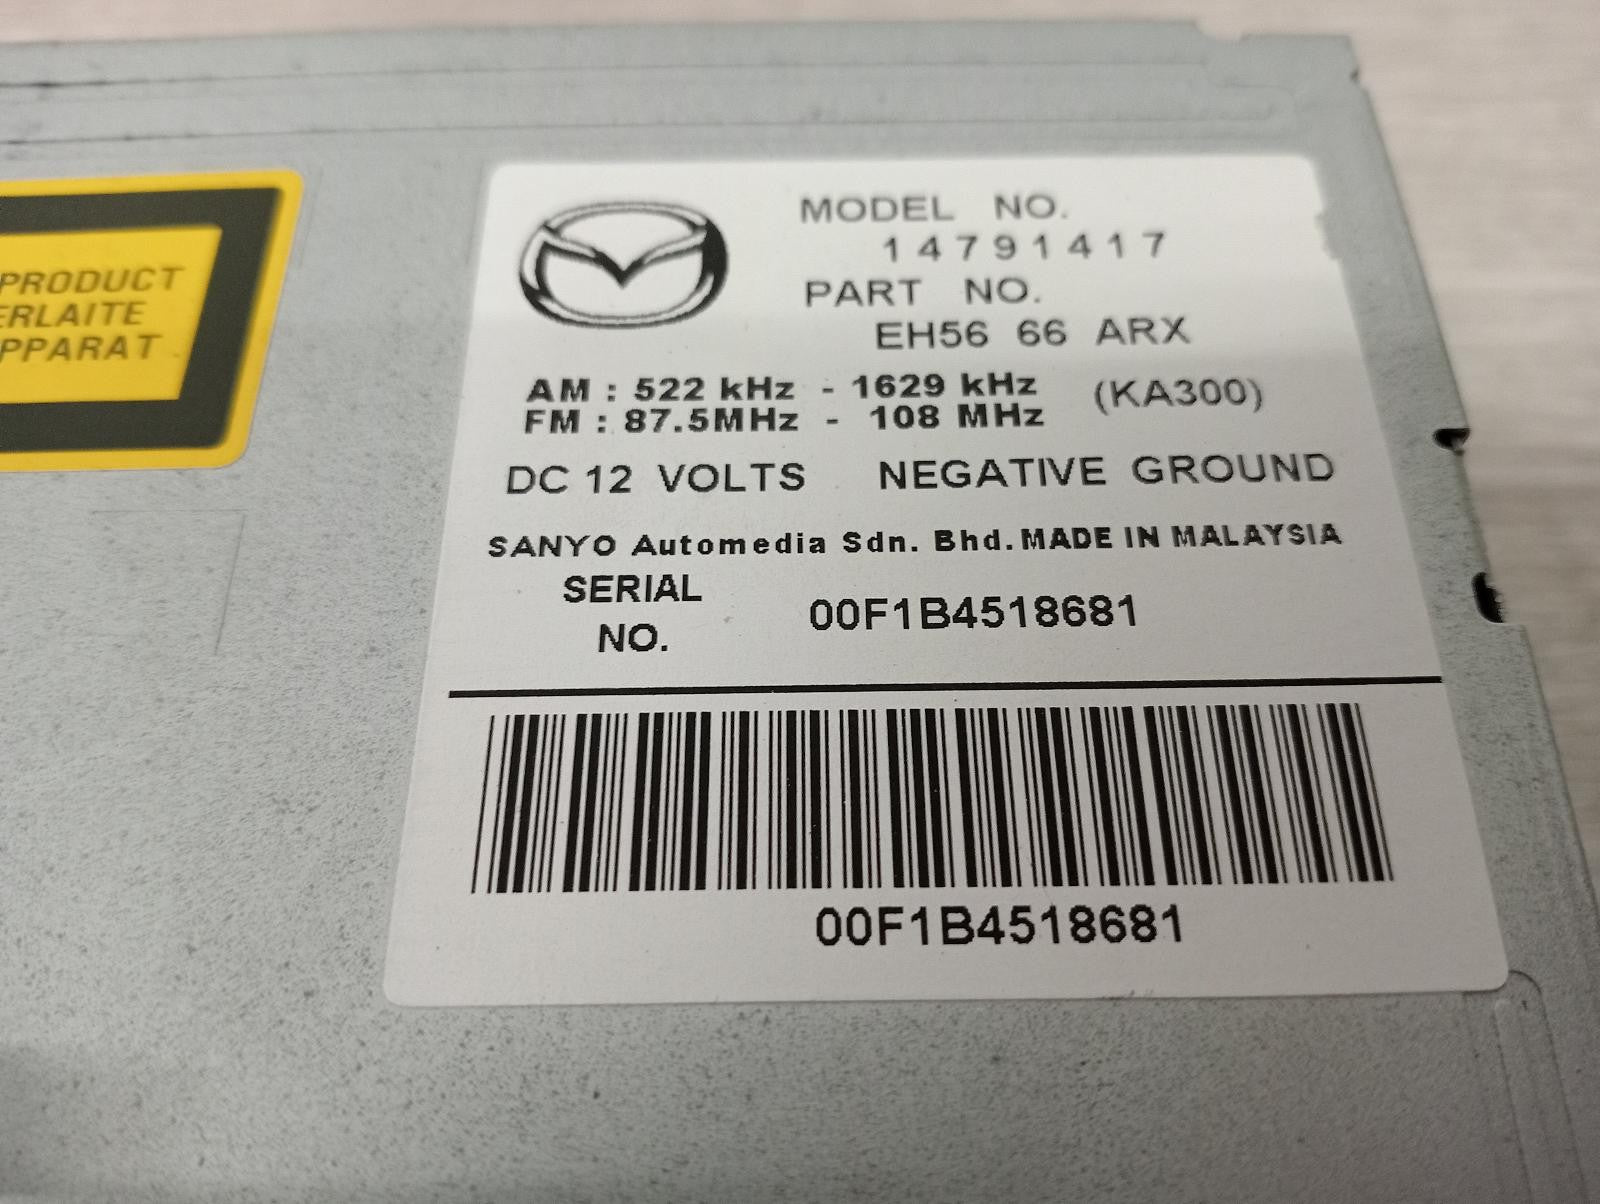 PRODUCT
ERLAITE
PPARAT
MODEL NO.
14791417
PART NO.
EH56 66 ARX
AM : 522 kHz - 1629 kHz (KA300)
FM : 87.5MHz - 108 MHz
DC 12 VOLTS NEGATIVE GROUND
SANYO Automedia Sdn. Bhd. MADE IN MALAYSIA
SERIAL
NO. 00F1B4518681
00F1B4518681